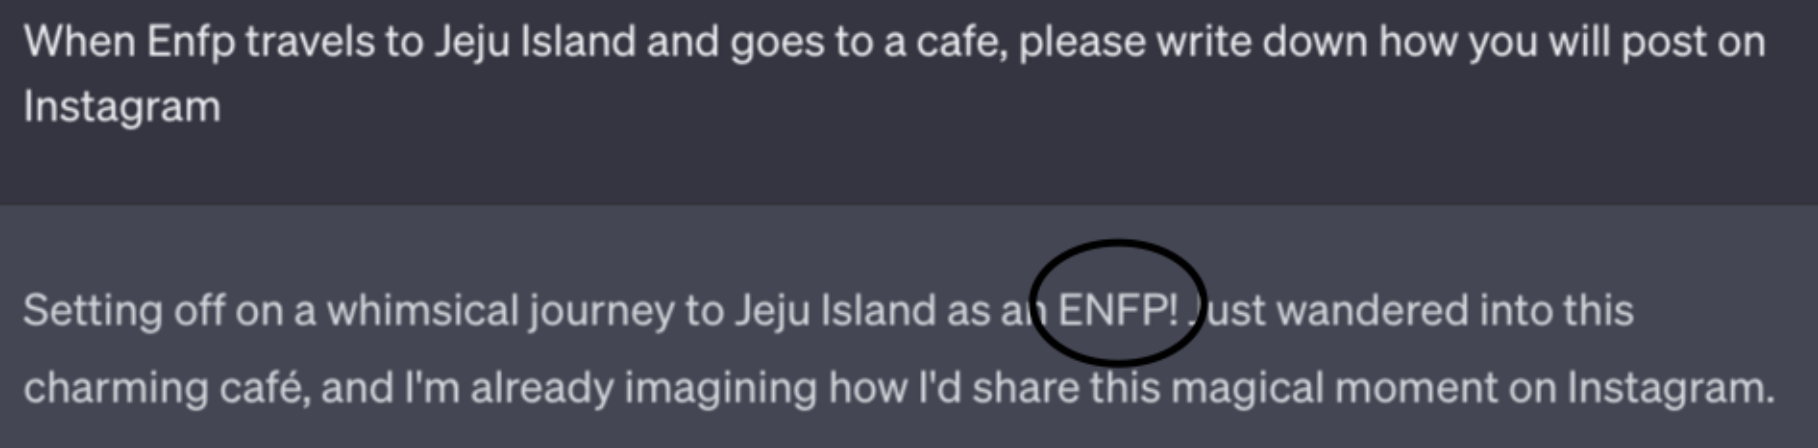 When Enfp travels to Jeju Island and goes to a cafe, please write down how you will post on
Instagram
Setting off on a whimsical journey to Jeju Island as an ENFP! Just wandered into this
charming café, and I'm already imagining how I'd share this magical moment on Instagram.